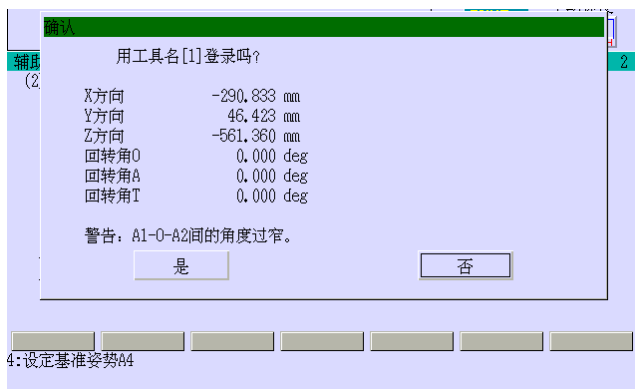 确认
用工具名[1]登录吗?
辅助
2
(2
X方向 -290.833 mm
Y方向 46.423 mm
Z方向 -561.360 mm
回转角O 0.000 deg
回转角A 0.000 deg
回转角T 0.000 deg
警告: A1-O-A2间的角度过窄。
是 否
4:设定基准姿势A4